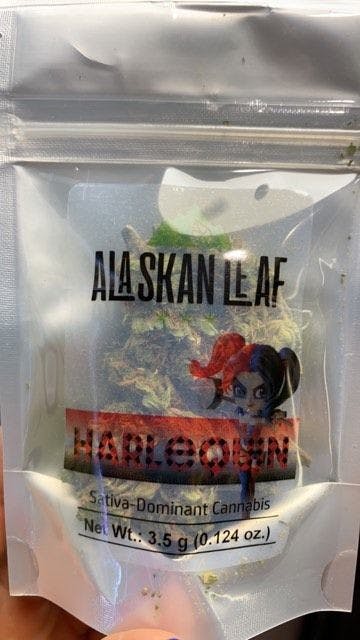 ALASKAN LEAF
HARLEQUIN
Sativa-Dominant Cannabis
Net Wt.: 3.5 g (0.124 oz.)